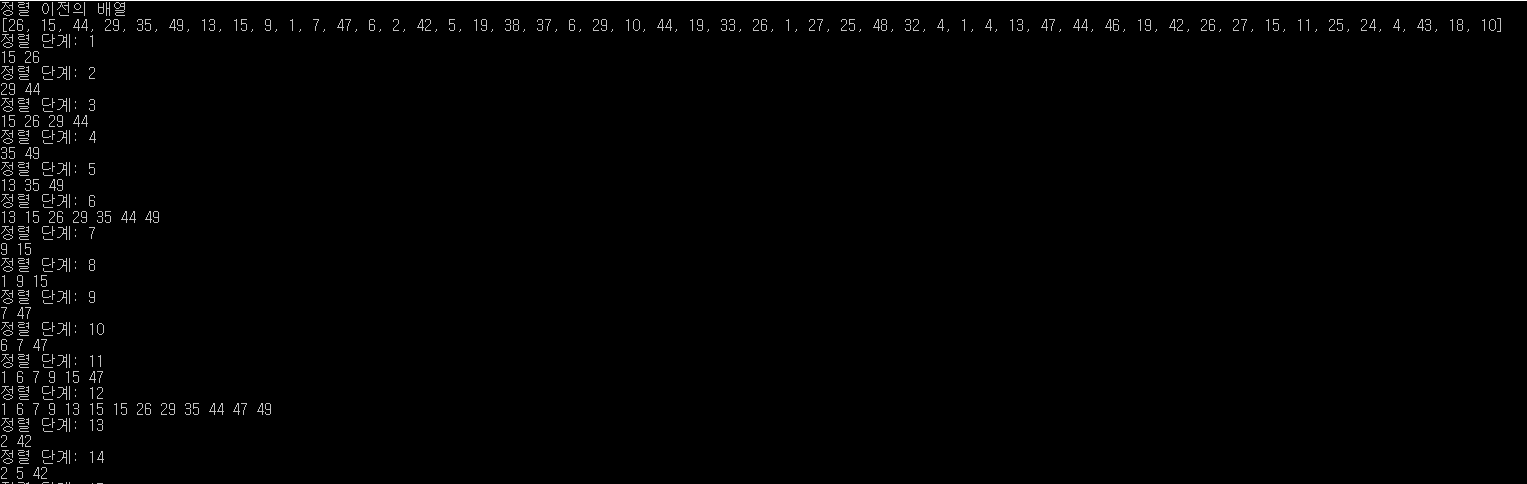 정렬 이전의 배열
[26, 15, 44, 29, 35, 49, 13, 15, 9, 1, 7, 47, 6, 2, 42, 5, 19, 38, 37, 6, 29, 10, 44, 19, 33, 26, 1, 27, 25, 48, 32, 4, 1, 4, 13, 47, 44, 46, 19, 42, 26, 27, 15, 11, 25, 24, 4, 43, 18, 10]
정렬 단계: 1
15 26
정렬 단계: 2
29 44
정렬 단계: 3
15 26 29 44
정렬 단계: 4
35 49
정렬 단계: 5
13 35 49
정렬 단계: 6
13 15 26 29 35 44 49
정렬 단계: 7
9 15
정렬 단계: 8
1 9 15
정렬 단계: 9
7 47
정렬 단계: 10
6 7 47
정렬 단계: 11
1 6 7 9 15 47
정렬 단계: 12
1 6 7 9 13 15 15 26 29 35 44 47 49
정렬 단계: 13
2 42
정렬 단계: 14
2 5 42